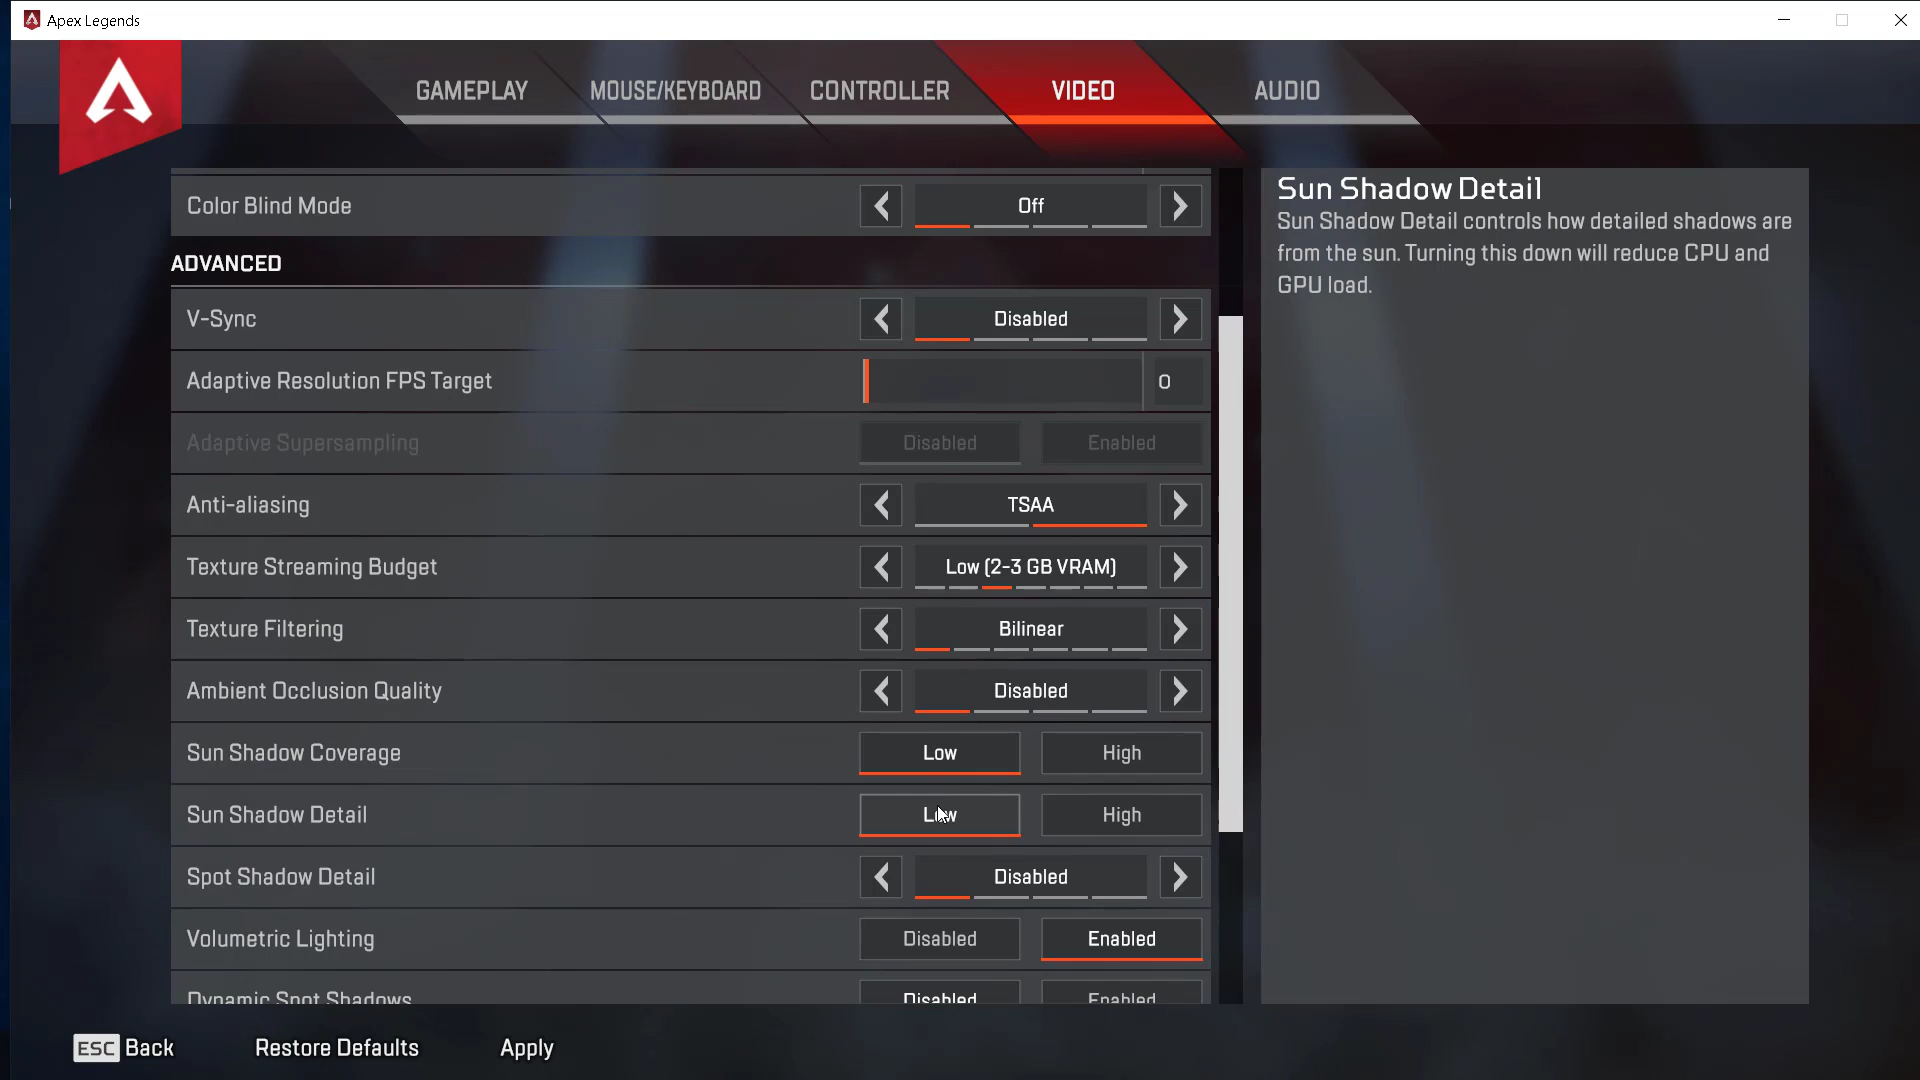 Apex Legends
GAMEPLAY
MOUSE/KEYBOARD
CONTROLLER
VIDEO
AUDIO
Color Blind Mode
Off
ADVANCED
V-Sync
Disabled
Adaptive Resolution FPS Target
0
Adaptive Supersampling
Disabled
Enabled
Anti-aliasing
TSAA
Texture Streaming Budget
Low (2-3 GB VRAM)
Texture Filtering
Bilinear
Ambient Occlusion Quality
Disabled
Sun Shadow Coverage
Low
High
Sun Shadow Detail
Low
High
Spot Shadow Detail
Disabled
Volumetric Lighting
Disabled
Enabled
Dynamic Spot Shadows
Disabled
Enabled
Sun Shadow Detail
Sun Shadow Detail controls how detailed shadows are
from the sun. Turning this down will reduce CPU and
GPU load.
ESC Back
Restore Defaults
Apply